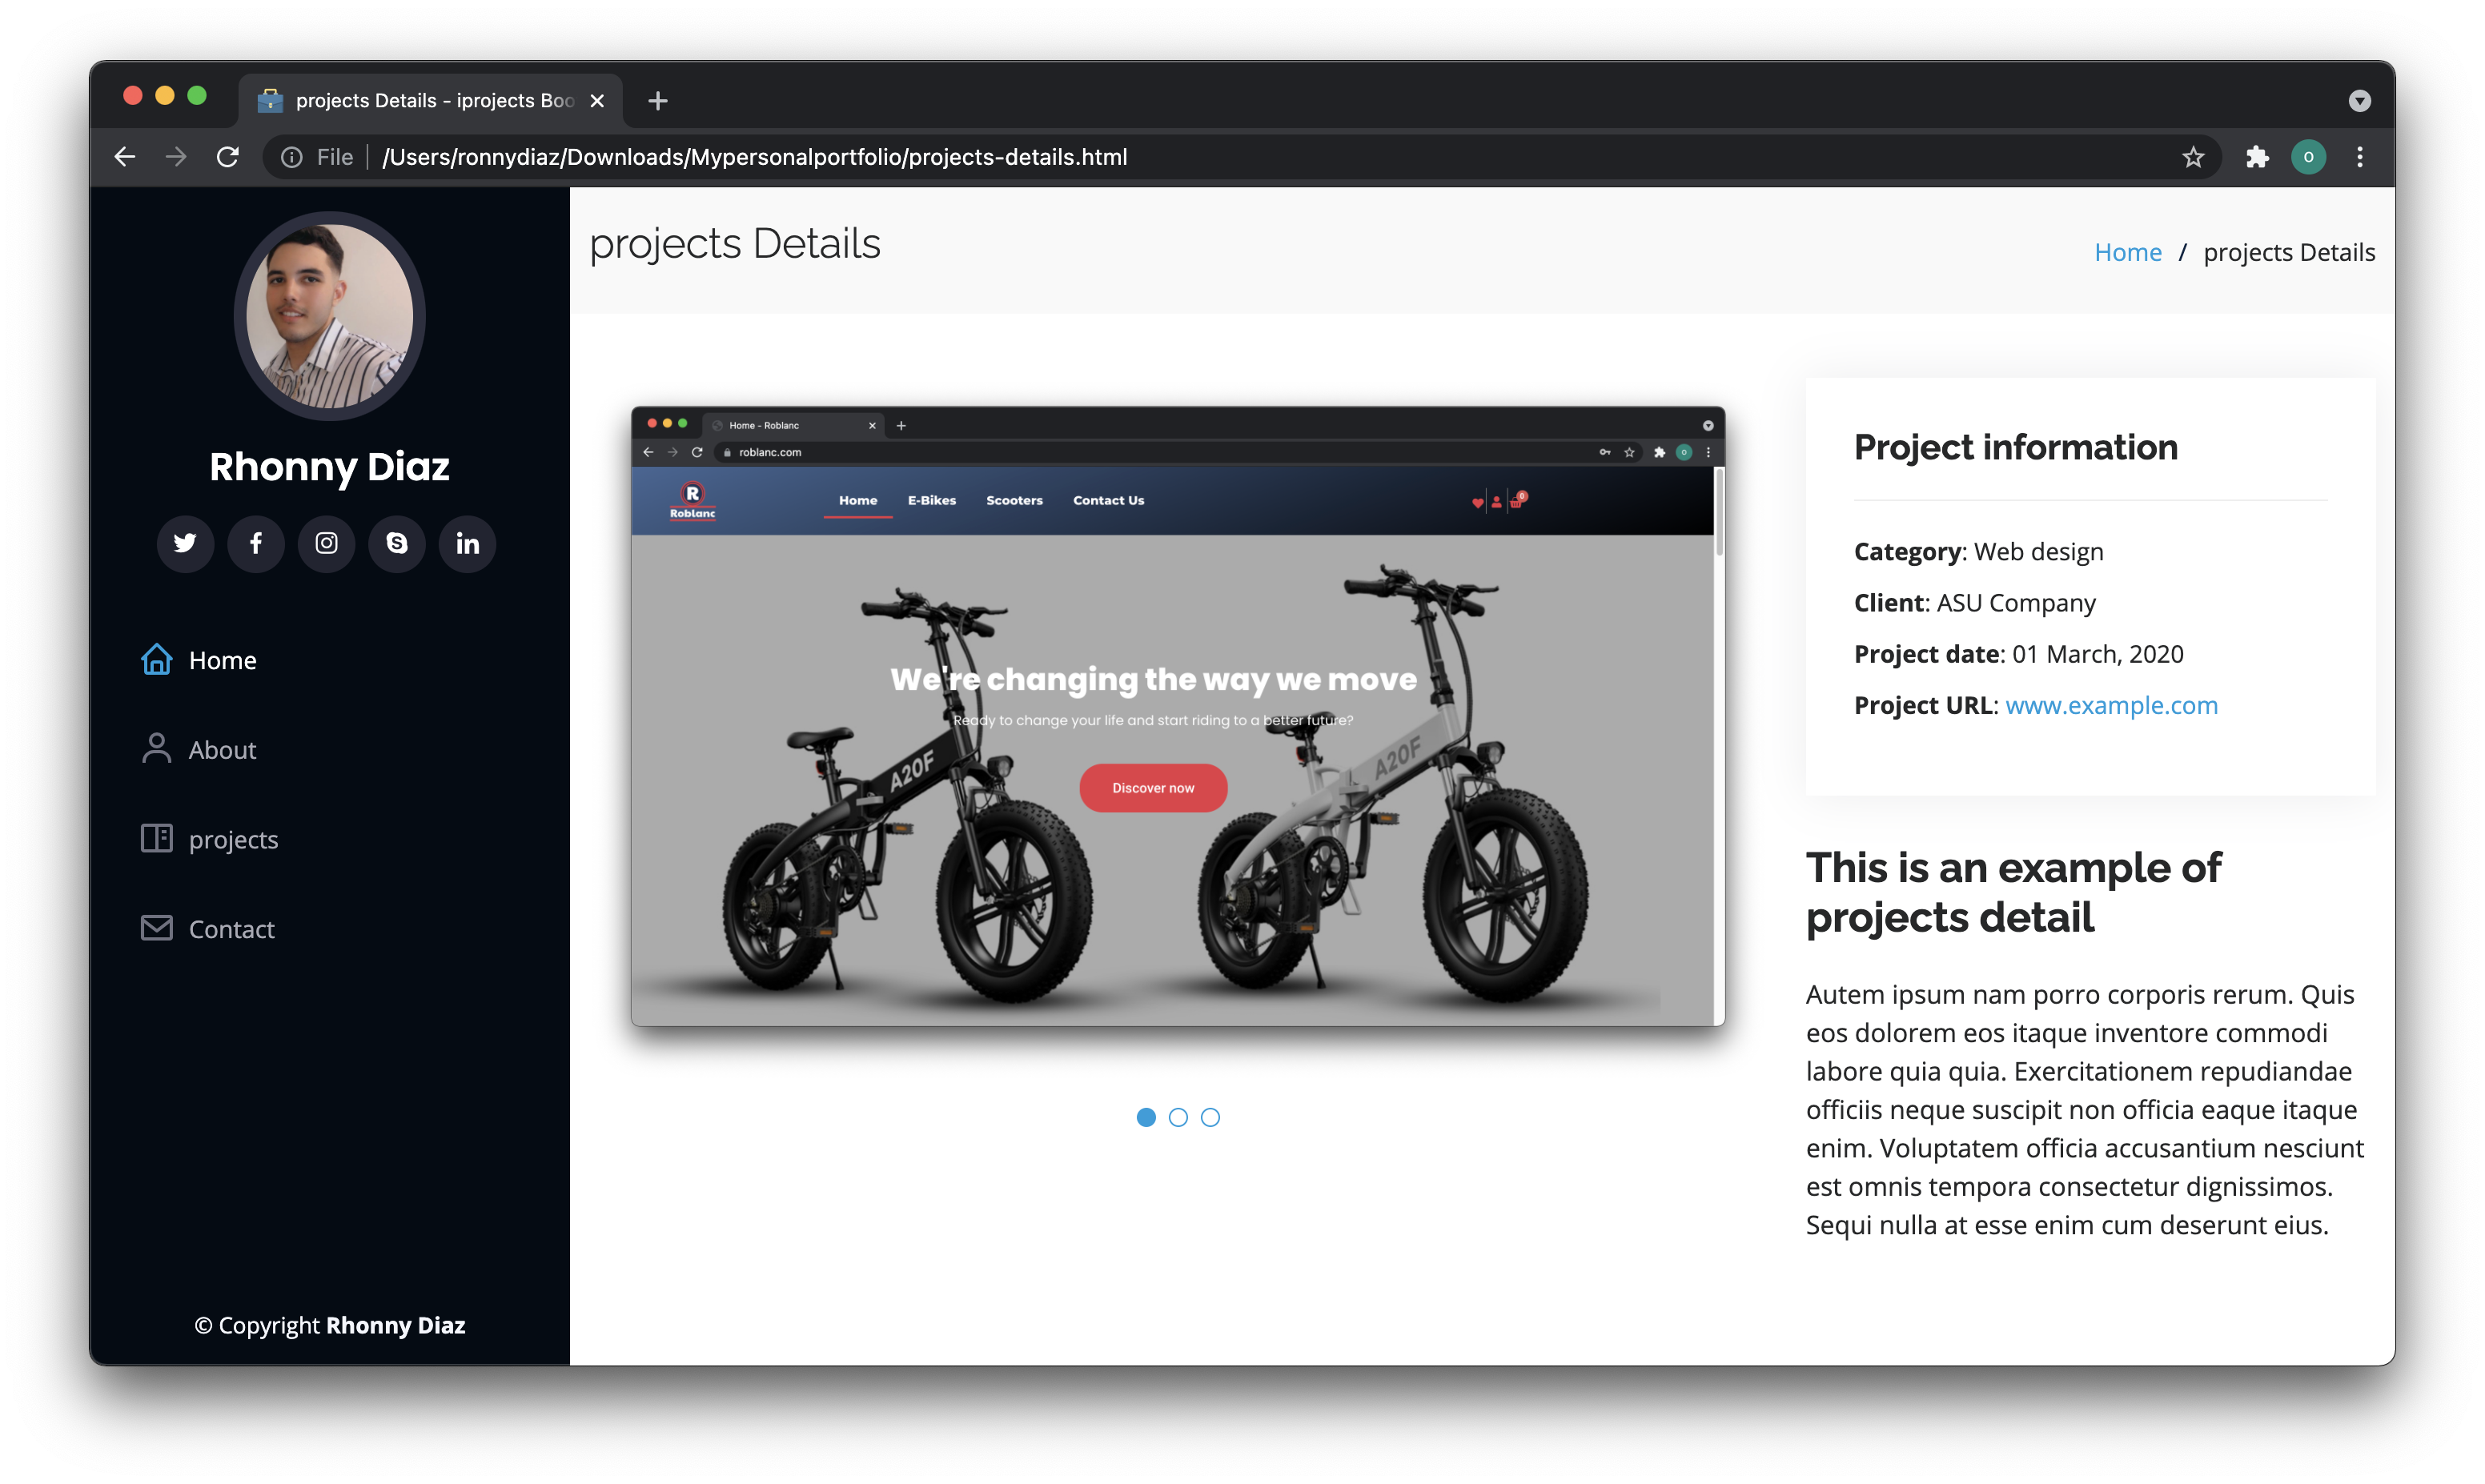 projects Details - iprojects Boo
File /Users/ronnydiaz/Downloads/Mypersonalportfolio/projects-details.html
O
Rhonny Diaz
Home
About
projects
Contact
© Copyright Rhonny Diaz
projects Details
Home / projects Details
Home - Roblanc
roblanc.com
O
R
Roblanc
Home E-Bikes Scooters Contact Us
0
We're changing the way we move
Ready to change your life and start riding to a better future?
Discover now
A20F
A20F
Project information
Category: Web design
Client: ASU Company
Project date: 01 March, 2020
Project URL: www.example.com
This is an example of
projects detail
Autem ipsum nam porro corporis rerum. Quis
eos dolorem eos itaque inventore commodi
labore quia quia. Exercitationem repudiandae
officiis neque suscipit non officia eaque itaque
enim. Voluptatem officia accusantium nesciunt
est omnis tempora consectetur dignissimos.
Sequi nulla at esse enim cum deserunt eius.